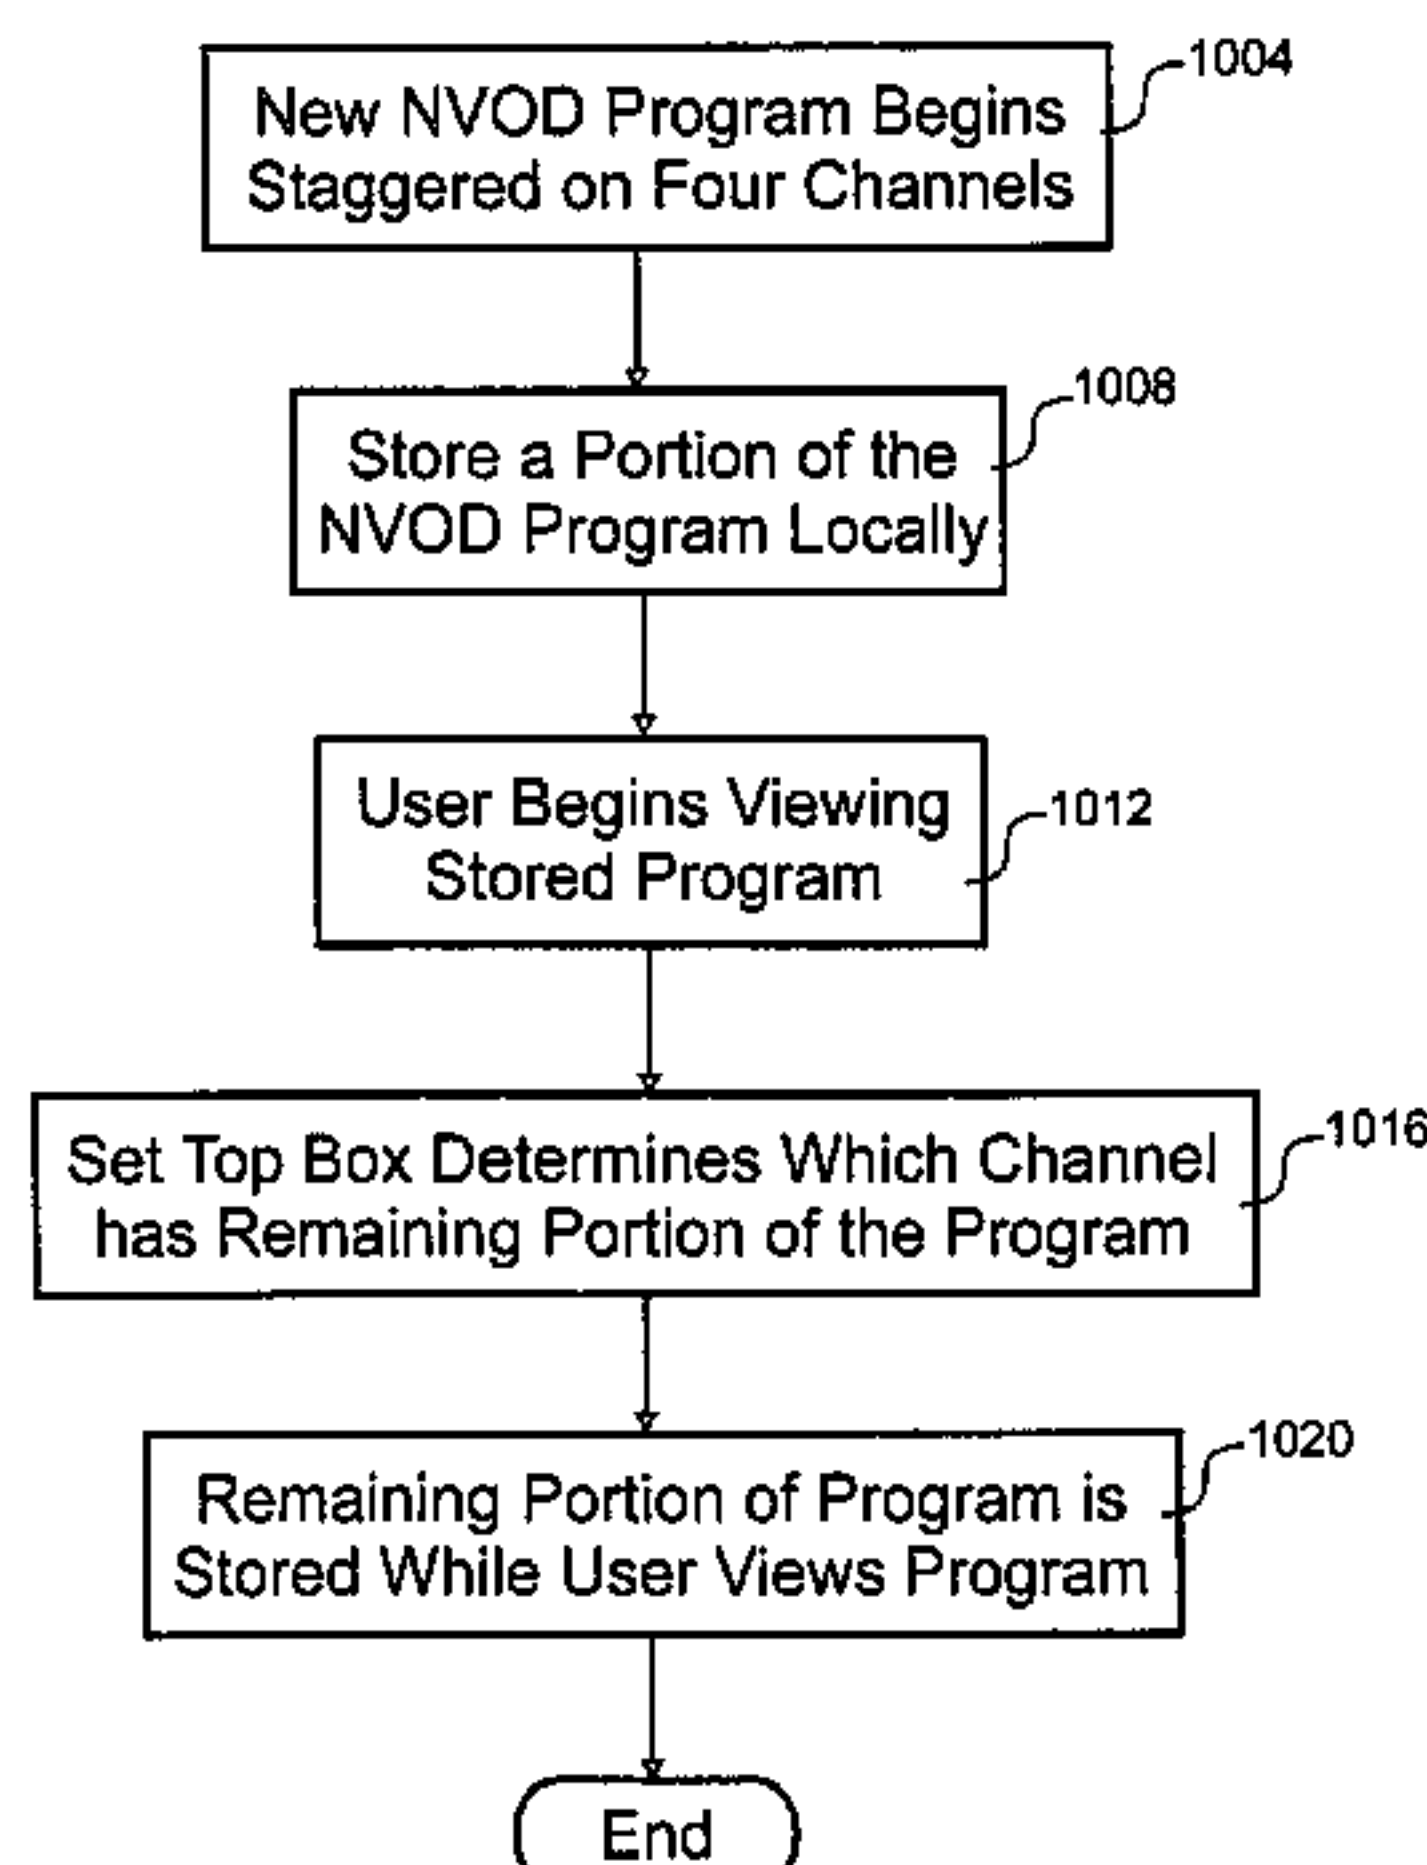 1004
New NVOD Program Begins
Staggered on Four Channels
1008
Store a Portion of the
NVOD Program Locally
User Begins Viewing
1012
Stored Program
1016
Set Top Box Determines Which Channel
has Remaining Portion of the Program
1020
Remaining Portion of Program is
Stored While User Views Program
End